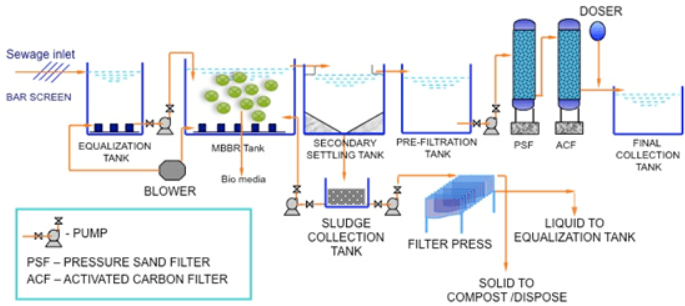 DOSER
Sewage inlet
BAR SCREEN
EQUALIZATION
TANK
MBBR Tank
SECONDARY
SETTLING TANK
PRE-FILTRATION
TANK
PSF
ACF
FINAL
COLLECTION
TANK
BLOWER
Bio media
SLUDGE
COLLECTION
TANK
FILTER PRESS
LIQUID TO
EQUALIZATION TANK
SOLID TO
COMPOST /DISPOSE
- PUMP
PSF – PRESSURE SAND FILTER
ACF – ACTIVATED CARBON FILTER